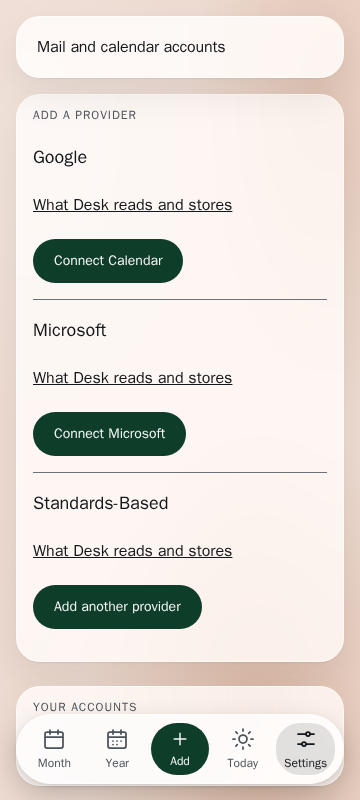 Mail and calendar accounts
ADD A PROVIDER
Google
What Desk reads and stores
Connect Calendar
Microsoft
What Desk reads and stores
Connect Microsoft
Standards-Based
What Desk reads and stores
Add another provider
YOUR ACCOUNTS
Month
Year
Add
Today
Settings